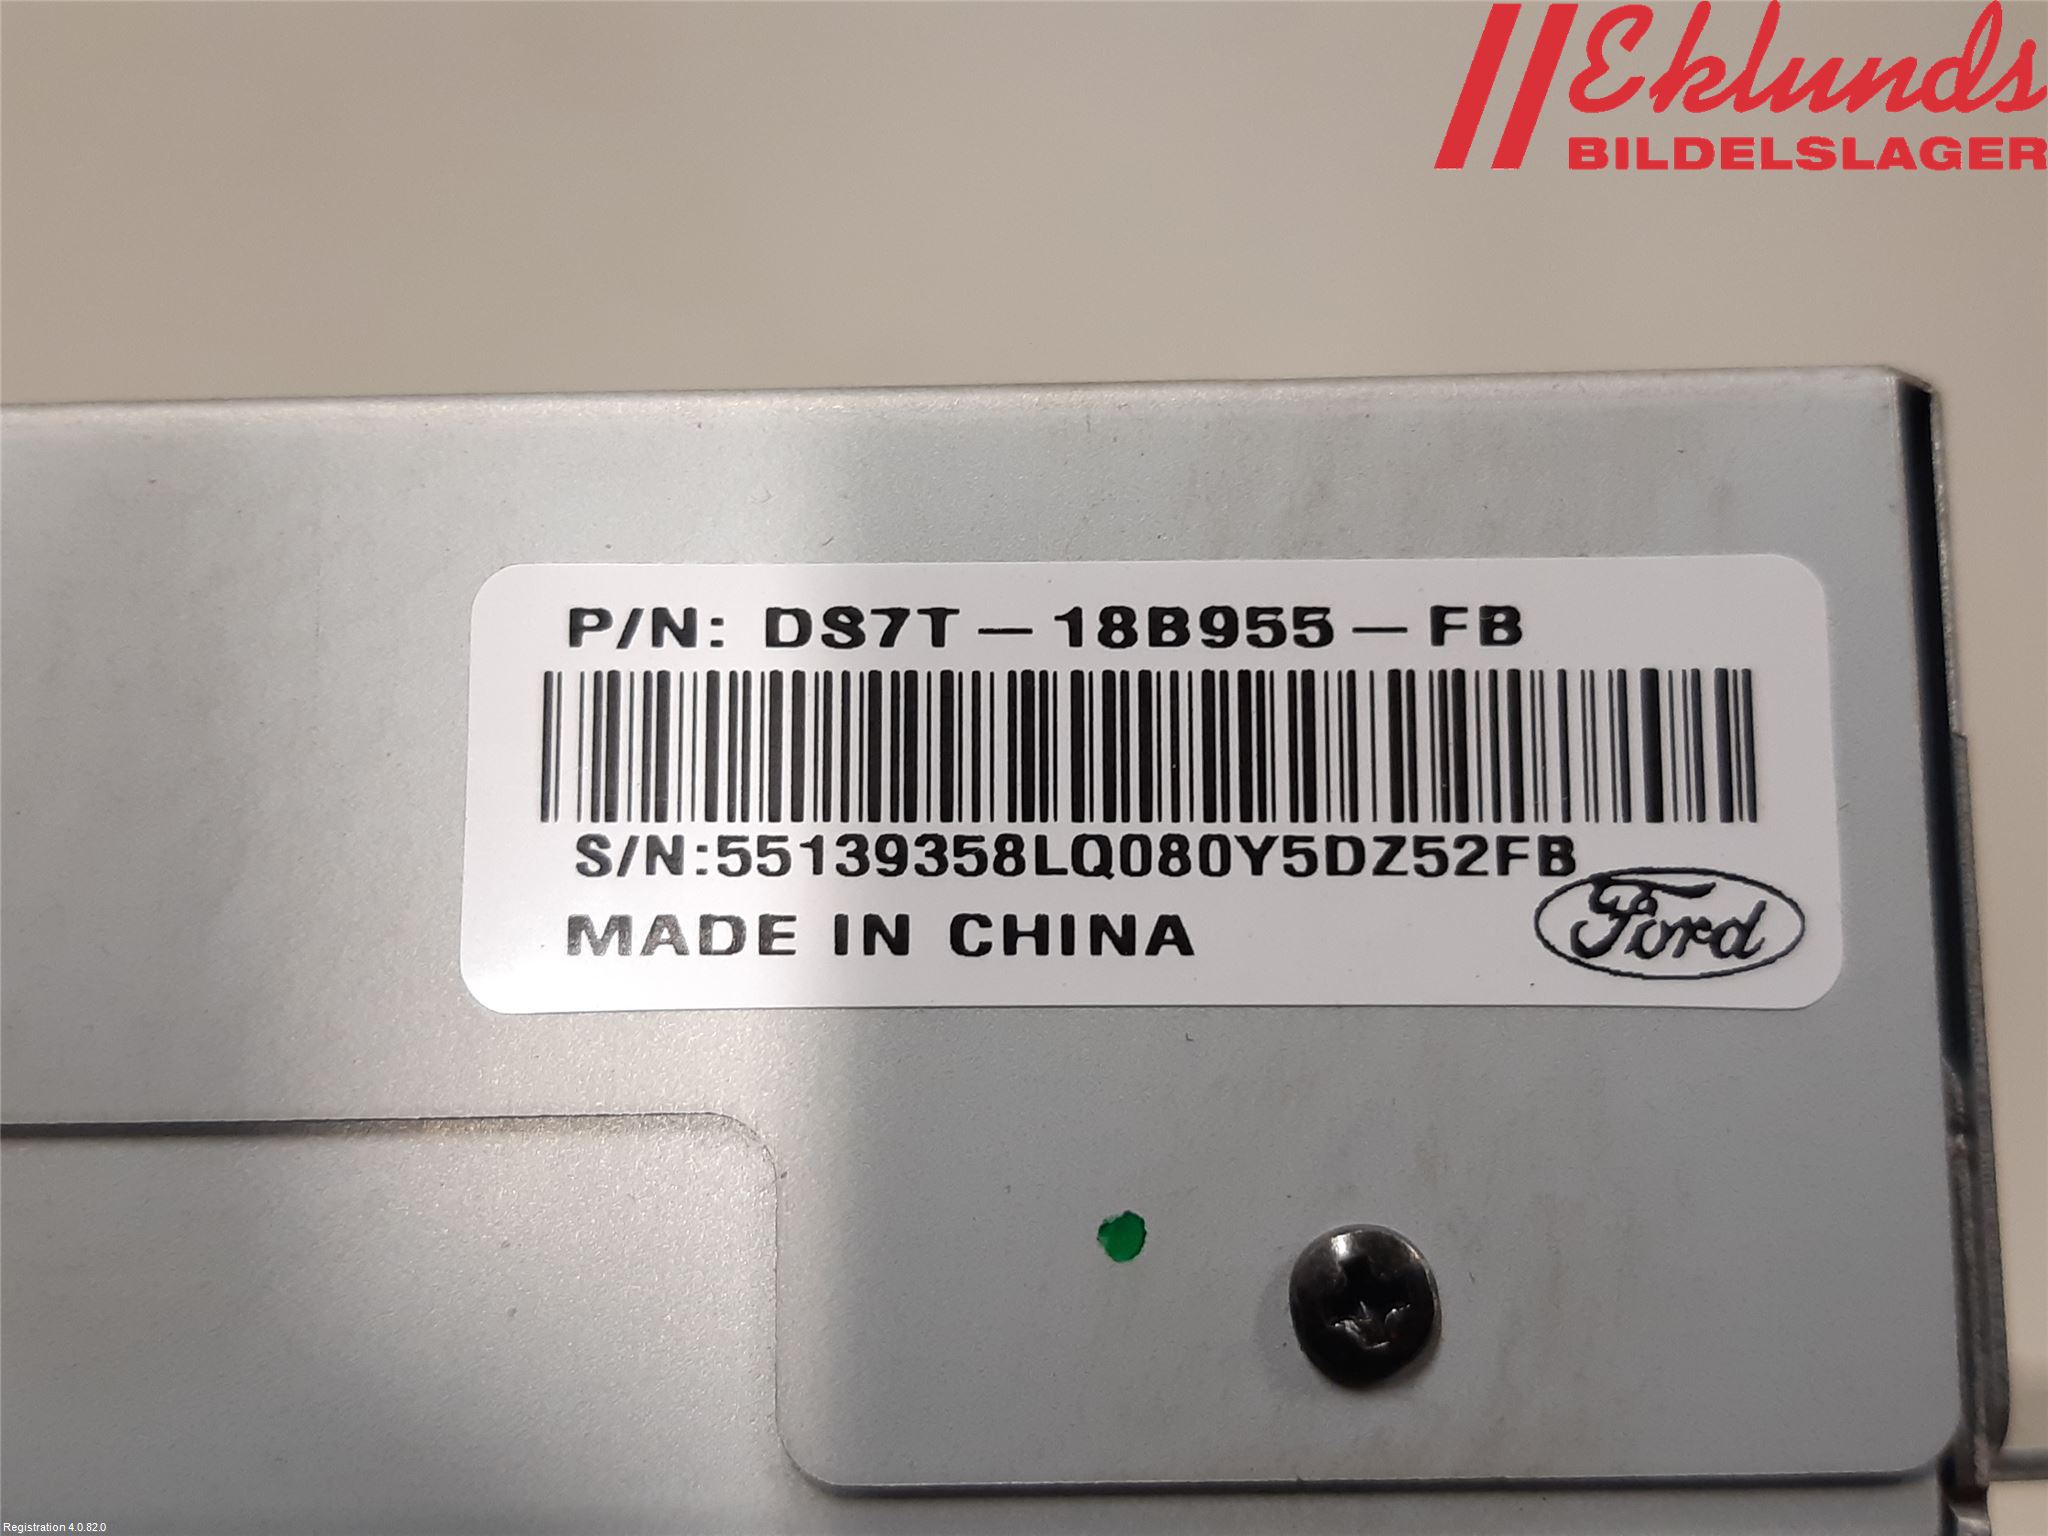 Eklunds
BILDELSLAGER
P/N: DS7T-18B955-FB
S/N:55139358LQ080Y5DZ52FB
MADE IN CHINA
Ford
Registration 4.0.82.0